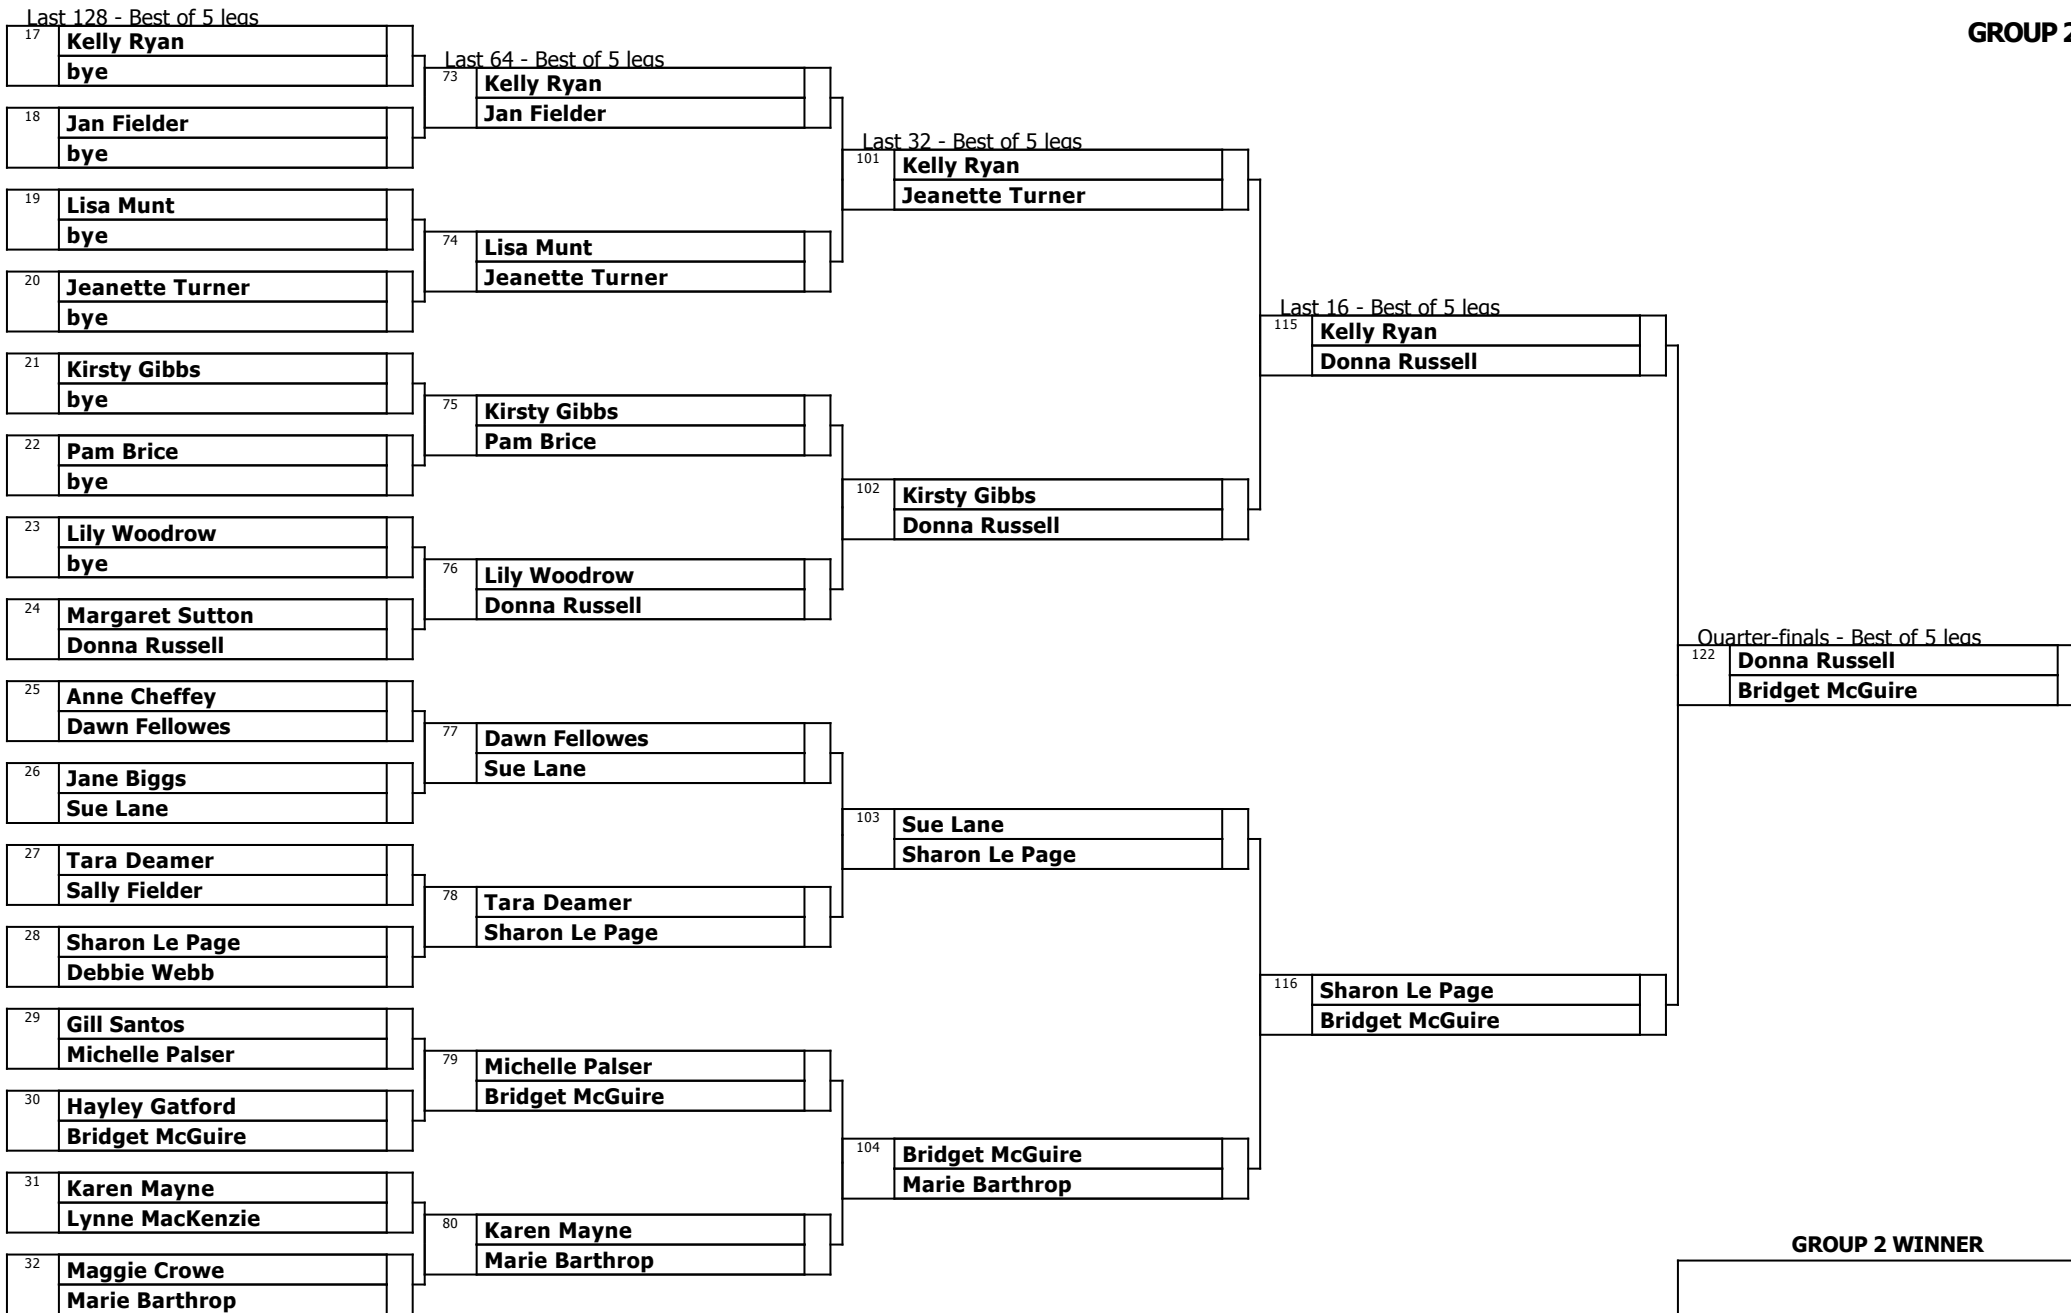 Last 128 - Best of 5 legs
GROUP 2
17
Kelly Ryan
bye
18
Jan Fielder
bye
19
Lisa Munt
bye
20
Jeanette Turner
bye
21
Kirsty Gibbs
bye
22
Pam Brice
bye
23
Lily Woodrow
bye
24
Margaret Sutton
Donna Russell
25
Anne Cheffey
Dawn Fellowes
26
Jane Biggs
Sue Lane
27
Tara Deamer
Sally Fielder
28
Sharon Le Page
Debbie Webb
29
Gill Santos
Michelle Palser
30
Hayley Gatford
Bridget McGuire
31
Karen Mayne
Lynne MacKenzie
32
Maggie Crowe
Marie Barthrop
Last 64 - Best of 5 legs
73
Kelly Ryan
Jan Fielder
74
Lisa Munt
Jeanette Turner
75
Kirsty Gibbs
Pam Brice
76
Lily Woodrow
Donna Russell
77
Dawn Fellowes
Sue Lane
78
Tara Deamer
Sharon Le Page
79
Michelle Palser
Bridget McGuire
80
Karen Mayne
Marie Barthrop
Last 32 - Best of 5 legs
101
Kelly Ryan
Jeanette Turner
102
Kirsty Gibbs
Donna Russell
103
Sue Lane
Sharon Le Page
104
Bridget McGuire
Marie Barthrop
Last 16 - Best of 5 legs
115
Kelly Ryan
Donna Russell
116
Sharon Le Page
Bridget McGuire
Quarter-finals - Best of 5 legs
122
Donna Russell
Bridget McGuire
GROUP 2 WINNER